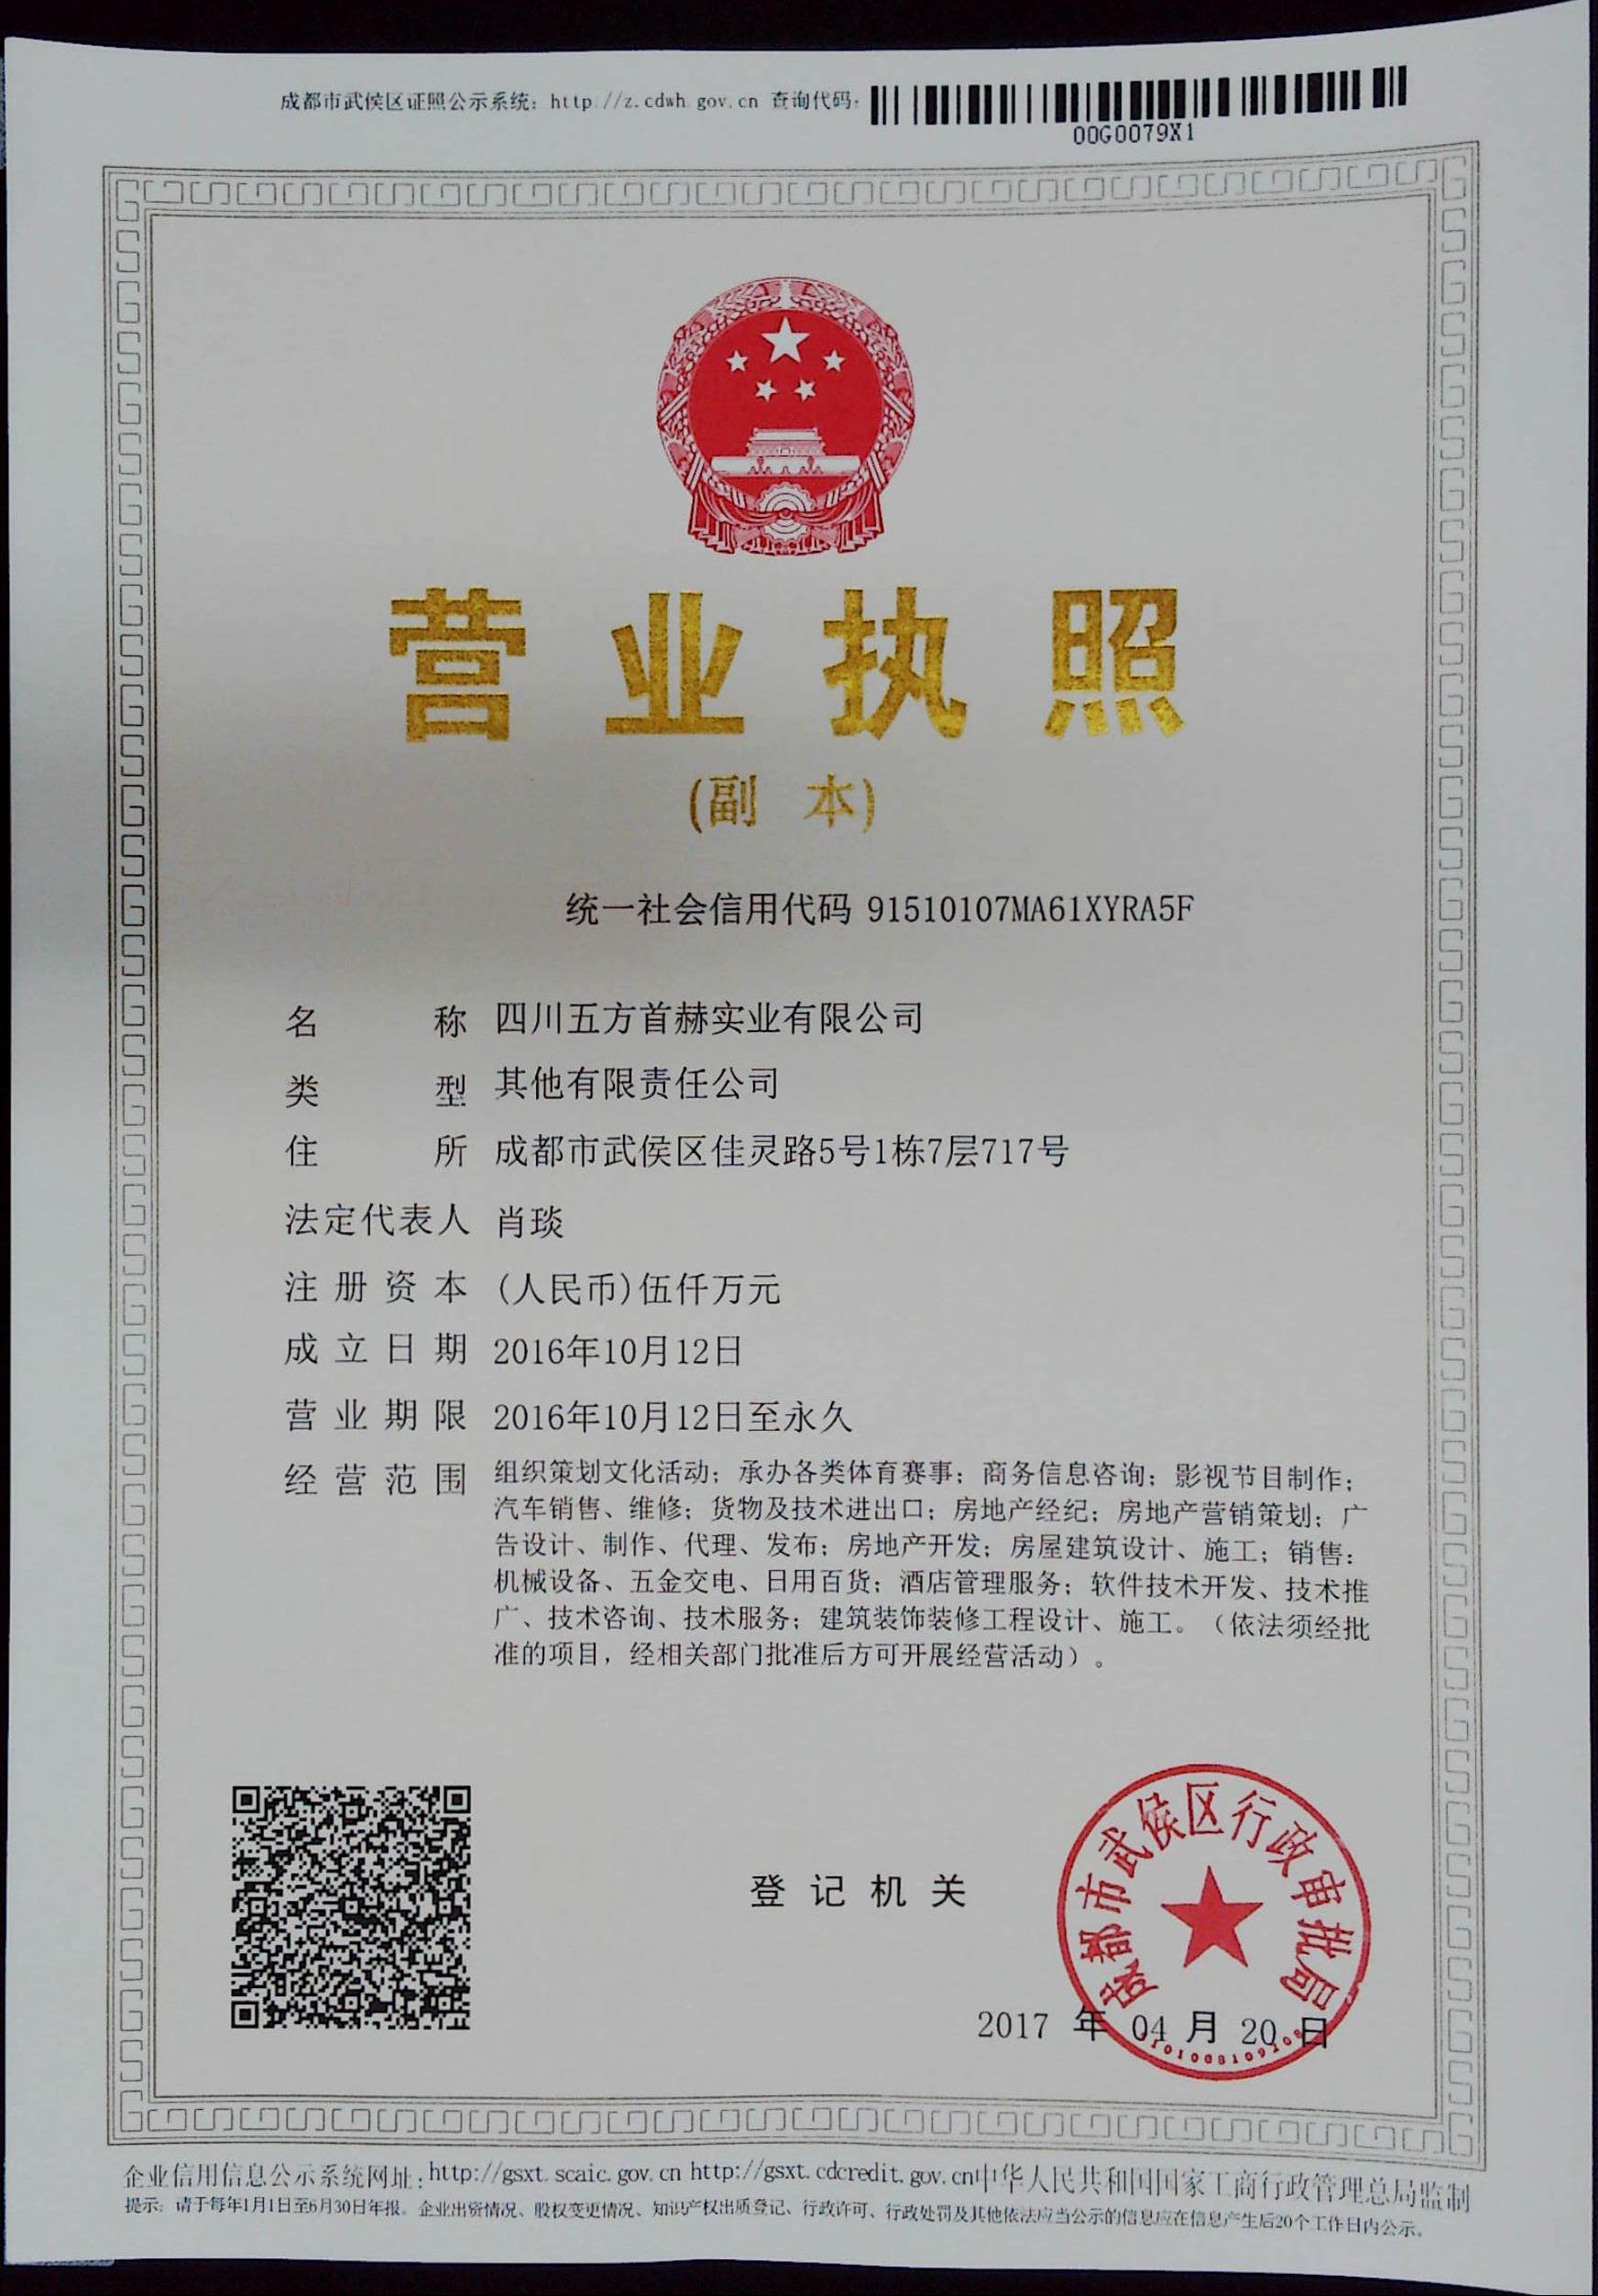 成都市武侯区证照公示系统：http://z.cdwh.gov.cn 查询代码：
00G0079X1
营业执照
(副 本)
统一社会信用代码 91510107MA61XYRA5F
名 称 四川五方首赫实业有限公司
类 型 其他有限责任公司
住 所 成都市武侯区佳灵路5号1栋7层717号
法定代表人 肖琰
注册资本 (人民币)伍仟万元
成立日期 2016年10月12日
营业期限 2016年10月12日至永久
经营范围 组织策划文化活动；承办各类体育赛事；商务信息咨询；影视节目制作；
汽车销售、维修；货物及技术进出口；房地产经纪；房地产营销策划；广
告设计、制作、代理、发布；房地产开发；房屋建筑设计、施工；销售：
机械设备、五金交电、日用百货；酒店管理服务；软件技术开发、技术推
广、技术咨询、技术服务；建筑装饰装修工程设计、施工。（依法须经批
准的项目，经相关部门批准后方可开展经营活动）。
成都市武侯区行政审批局
登记机关
2017 年 04 月 20 日
企业信用信息公示系统网址：http://gsxt.scaic.gov.cn http://gsxt.cdcredit.gov.cn中华人民共和国国家工商行政管理总局监制
提示：请于每年1月1日至6月30日年报。企业出资情况、股权变更情况、知识产权出质登记、行政许可、行政处罚及其他依法应当公示的信息应在信息产生后20个工作日内公示。